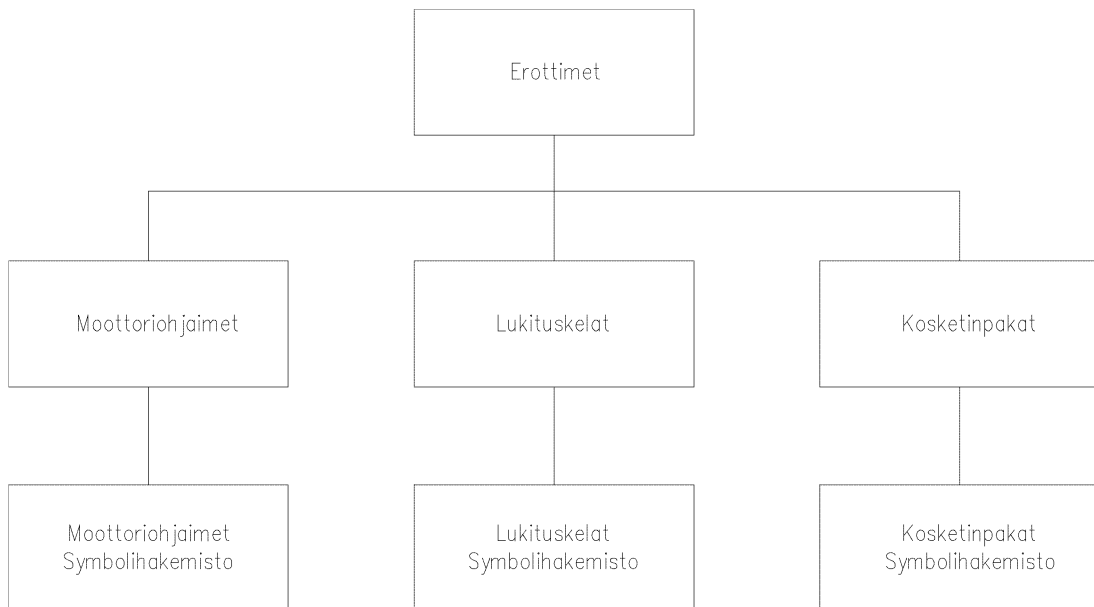 Erottimet
Moottoriohjaimet
Lukituskelat
Kosketinpakat
Moottoriohjaimet
Symbolihakemisto
Lukituskelat
Symbolihakemisto
Kosketinpakat
Symbolihakemisto